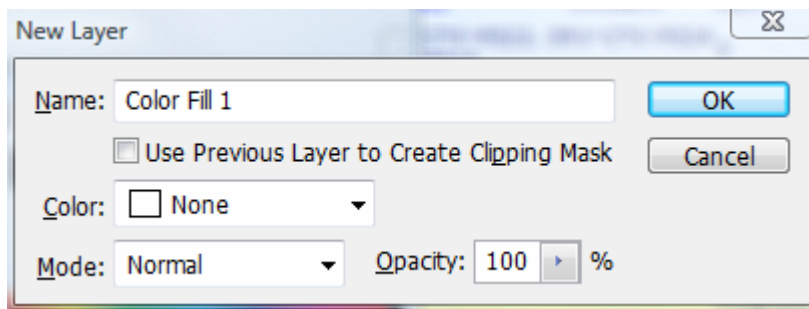 New Layer
Name: Color Fill 1
OK
Use Previous Layer to Create Clipping Mask
Cancel
Color: None
Mode: Normal Opacity: 100 %